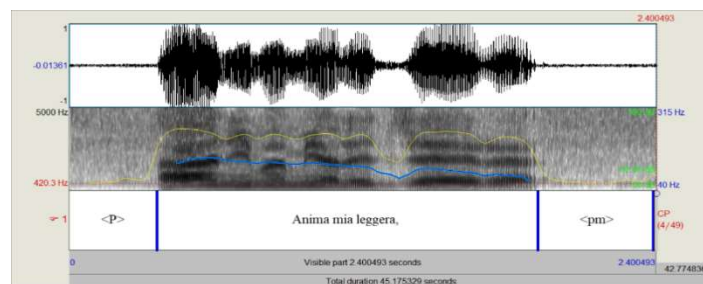 2.400493
1
-0.01361
-1
5000 Hz
315 Hz
420.3 Hz
40 Hz
1
<P>
Anima mia leggera,
<pm>
CP
(4/49)
0
Visible part 2.400493 seconds
2.400493
42.774836
Total duration 45.175329 seconds